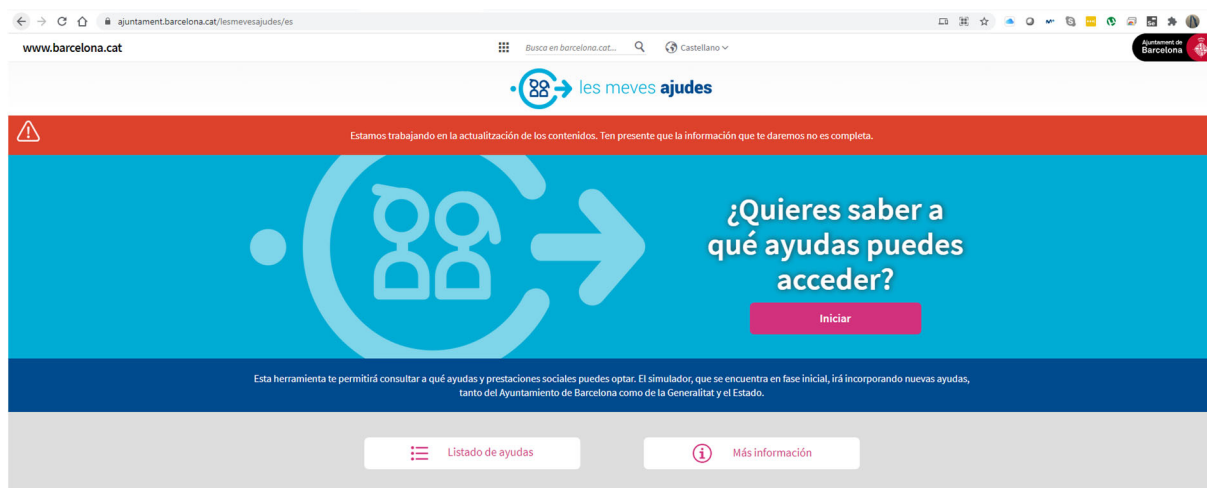 ajuntament.barcelona.cat/lesmevesajudes/es
www.barcelona.cat
Busca en barcelona.cat...
Castellano
Ajuntament de
Barcelona
les meves ajudes
Estamos trabajando en la actualitzación de los contenidos. Ten presente que la información que te daremos no es completa.
¿Quieres saber a
qué ayudas puedes
acceder?
Iniciar
Esta herramienta te permitirá consultar a qué ayudas y prestaciones sociales puedes optar. El simulador, que se encuentra en fase inicial, irá incorporando nuevas ayudas,
tanto del Ayuntamiento de Barcelona como de la Generalitat y el Estado.
Listado de ayudas
Más información